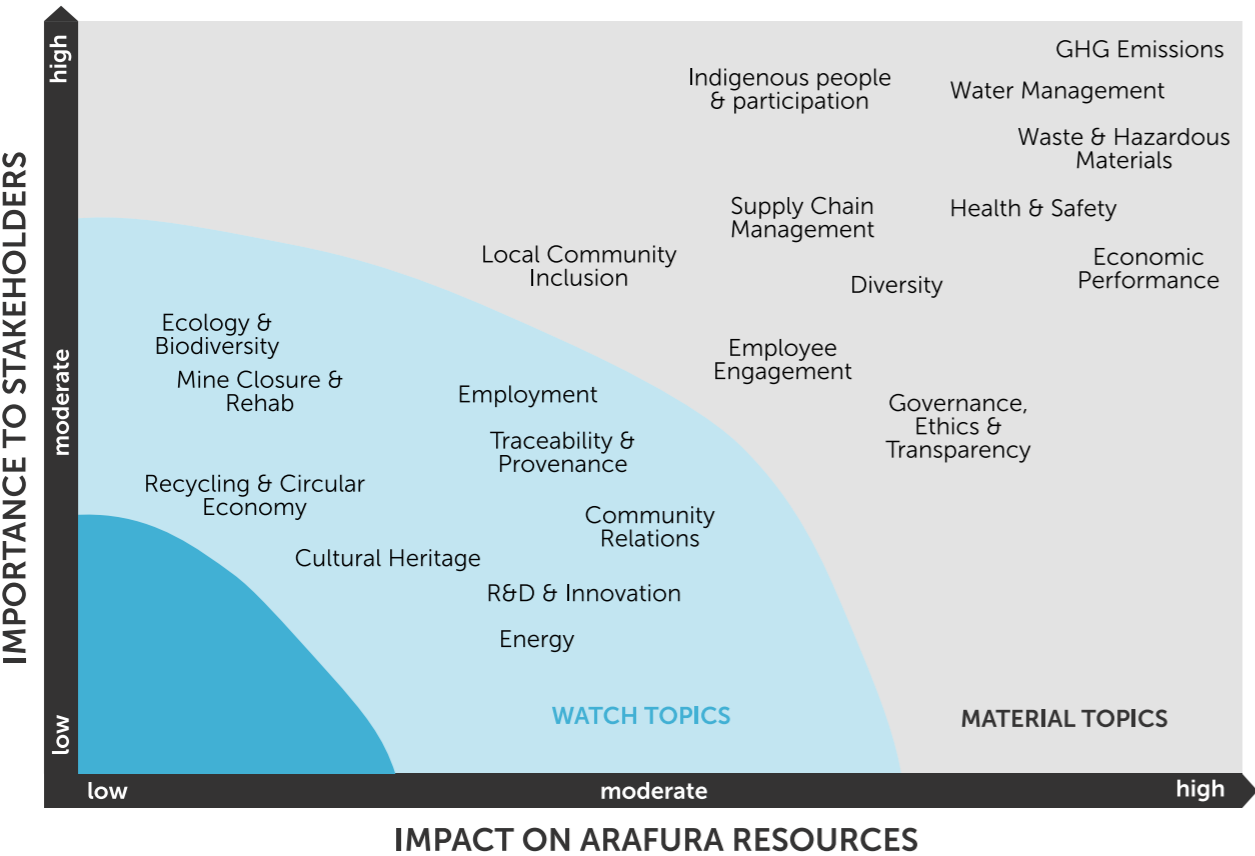 IMPORTANCE TO STAKEHOLDERS
high
moderate
low
GHG Emissions
Indigenous people
& participation
Water Management
Waste & Hazardous
Materials
Supply Chain
Management
Health & Safety
Local Community
Inclusion
Economic
Performance
Diversity
Ecology &
Biodiversity
Employee
Engagement
Mine Closure &
Rehab
Employment
Governance,
Ethics &
Transparency
Traceability &
Provenance
Recycling & Circular
Economy
Community
Relations
Cultural Heritage
R&D & Innovation
Energy
WATCH TOPICS
MATERIAL TOPICS
low
moderate
high
IMPACT ON ARAFURA RESOURCES